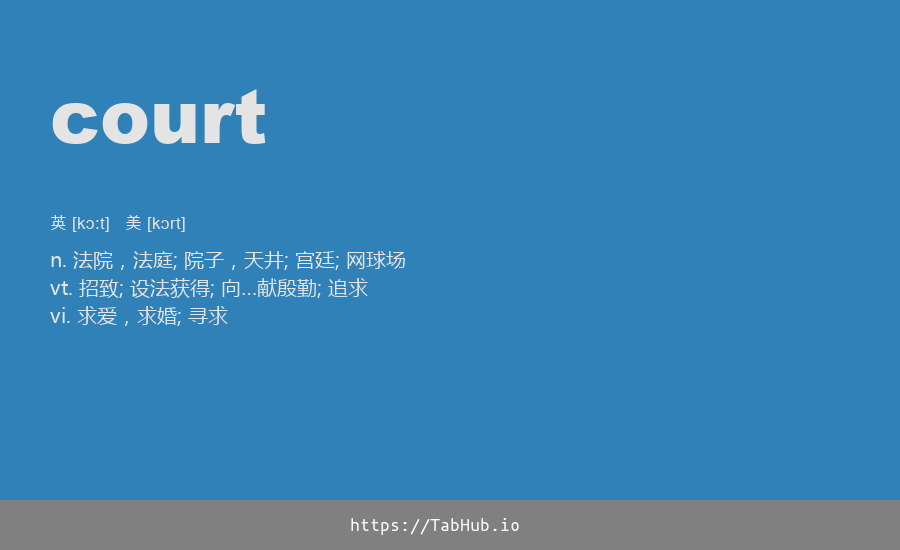 court
英 [kɔːt] 美 [kɔrt]
n. 法院，法庭; 院子，天井; 宫廷; 网球场
vt. 招致; 设法获得; 向...献殷勤; 追求
vi. 求爱，求婚; 寻求
https://TabHub.io